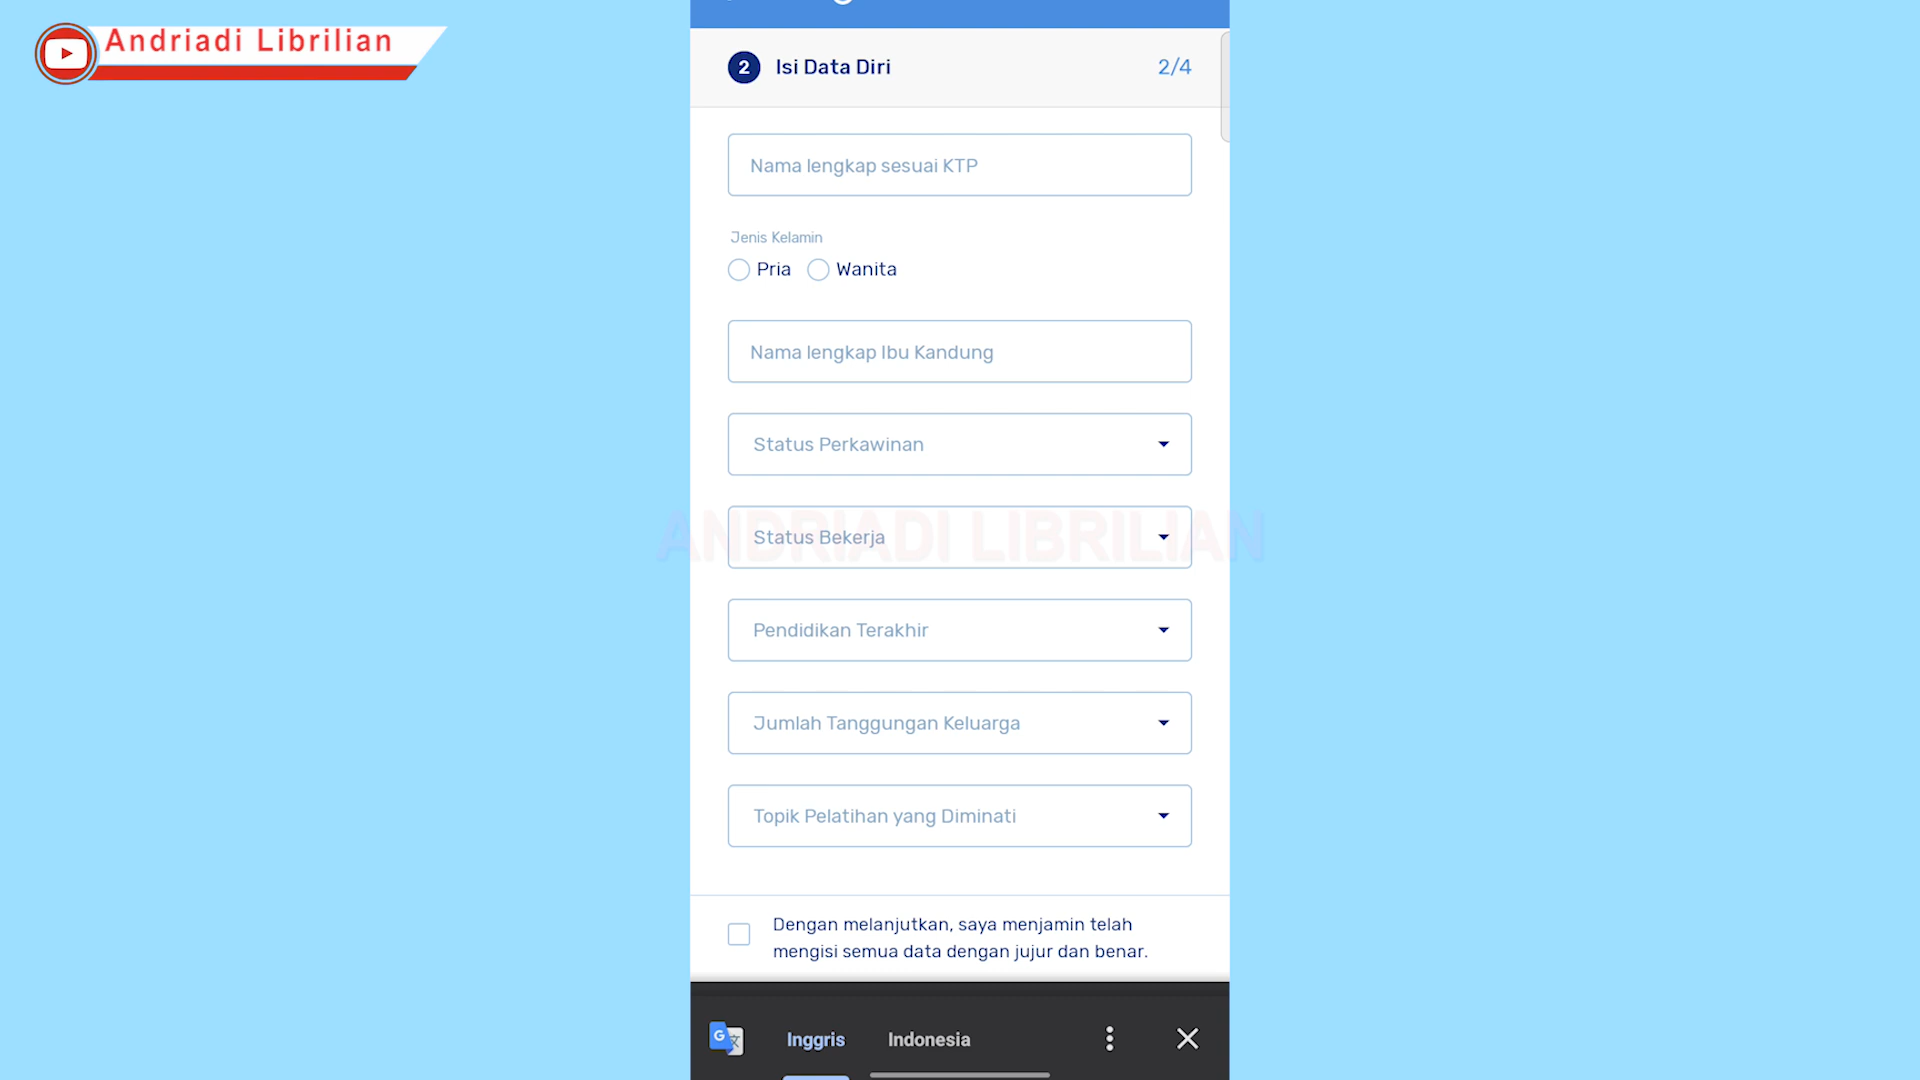 Andriadi Librilian
2 Isi Data Diri 2/4
Nama lengkap sesuai KTP
Jenis Kelamin
Pria Wanita
Nama lengkap Ibu Kandung
Status Perkawinan
ANDRIADI LIBRILIAN
Status Bekerja
Pendidikan Terakhir
Jumlah Tanggungan Keluarga
Topik Pelatihan yang Diminati
Dengan melanjutkan, saya menjamin telah
mengisi semua data dengan jujur dan benar.
G 文 Inggris Indonesia